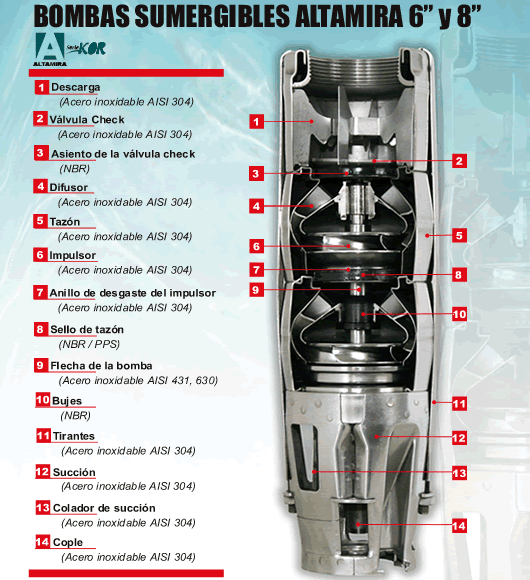 BOMBAS SUMERGIBLES ALTAMIRA 6” y 8”
A serie KOR
ALTAMIRA
1 Descarga
(Acero inoxidable AISI 304)
2 Válvula Check
(Acero inoxidable AISI 304)
3 Asiento de la válvula check
(NBR)
4 Difusor
(Acero inoxidable AISI 304)
5 Tazón
(Acero inoxidable AISI 304)
6 Impulsor
(Acero inoxidable AISI 304)
7 Anillo de desgaste del impulsor
(Acero inoxidable AISI 304)
8 Sello de tazón
(NBR / PPS)
9 Flecha de la bomba
(Acero inoxidable AISI 431, 630)
10 Bujes
(NBR)
11 Tirantes
(Acero inoxidable AISI 304)
12 Succión
(Acero inoxidable AISI 304)
13 Colador de succión
(Acero inoxidable AISI 304)
14 Cople
(Acero inoxidable AISI 304)
1
2
3
4
5
6
7
8
9
10
11
12
13
14